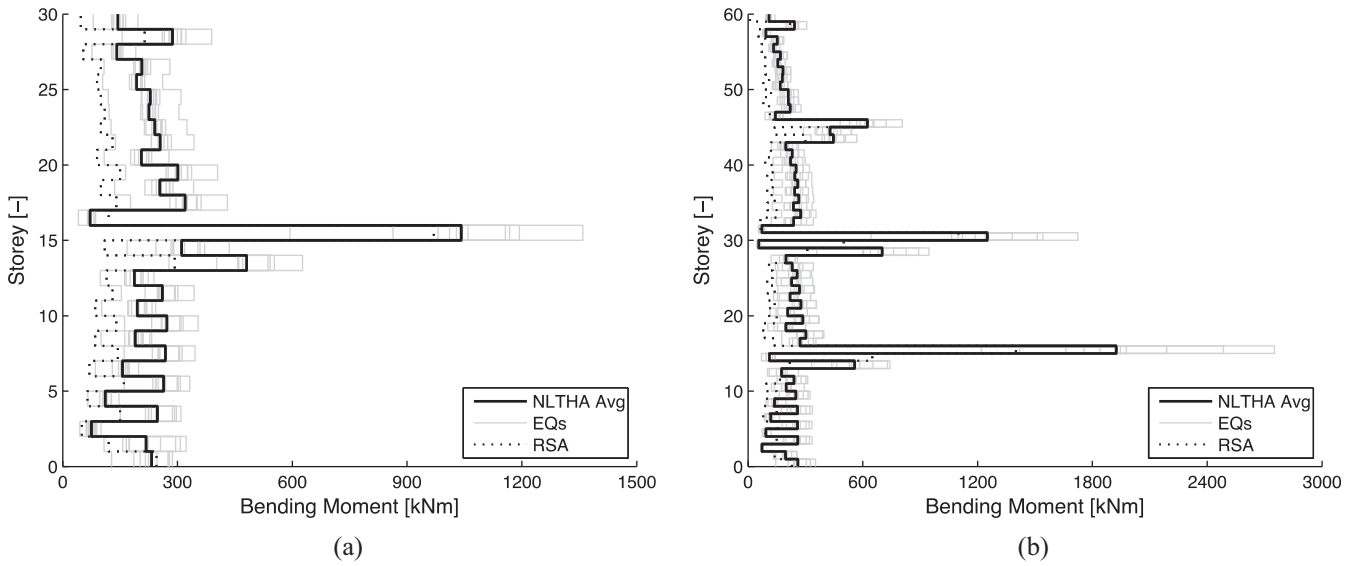 30
25
20
15
10
5
0
Storey [−]
0 300 600 900 1200 1500
Bending Moment [kNm]
NLTHA Avg
EQs
RSA
(a)
60
50
40
30
20
10
0
Storey [−]
0 600 1200 1800 2400 3000
Bending Moment [kNm]
NLTHA Avg
EQs
RSA
(b)